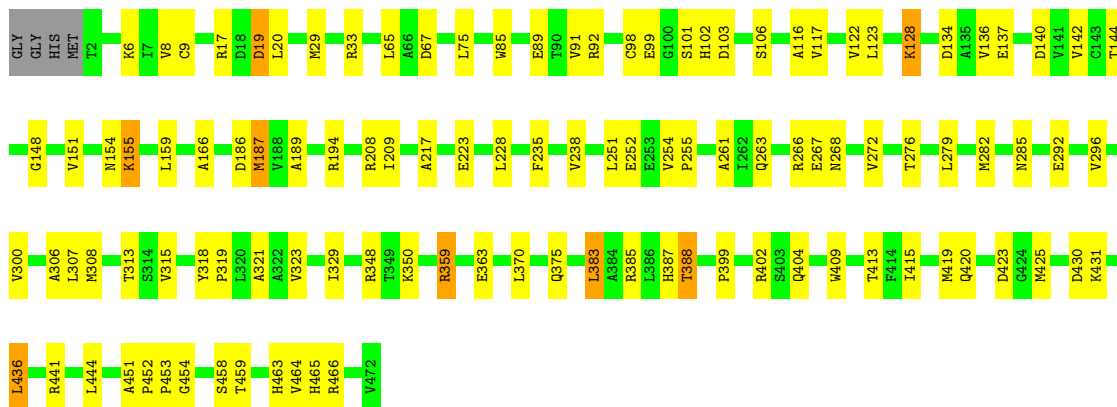 GLY GLY HIS MET T2 K6 I7 V8 C9 R17 D18 D19 L20 M29 R33 L65 A66 D67 L75 W85 E89 T90 V91 R92 C98 E99 G100 S101 H102 D103 S106 A116 V117 V122 L123 K128 D134 A135 V136 E137 D140 V141 V142 C143 T144
G148 V151 N154 K155 L159 A166 D186 M187 V188 A189 R194 R208 I209 A217 E223 L228 F235 V238 L251 E252 E253 V254 P255 A261 I262 Q263 R266 E267 N268 V272 T276 L279 M282 N285 E292 V296
V300 A306 L307 M308 T313 S314 V315 Y318 P319 L320 A321 A322 V323 I329 R348 T349 K350 R359 E363 L370 Q375 L383 A384 R385 L386 H387 T388 P399 R402 S403 Q404 W409 T413 F414 I415 M419 Q420 D423 G424 M425 D430 K431
L436 R441 L444 A451 P452 P453 G454 S458 T459 H463 V464 H465 R466 V472